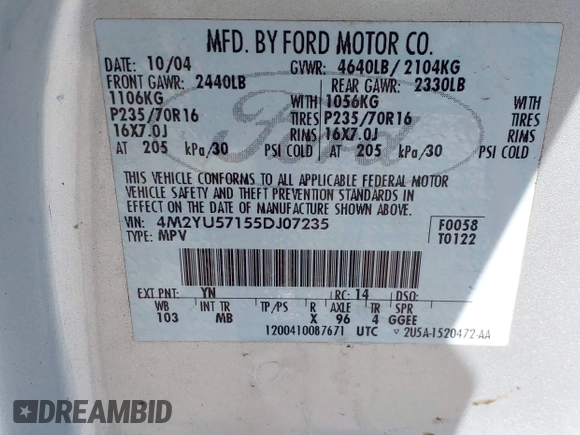 MFD. BY FORD MOTOR CO.
DATE: 10/04 GVWR: 4640LB/ 2104KG
FRONT GAWR: 2440LB REAR GAWR: 2330LB
1106KG WITH 1056KG WITH
P235/70R16 TIRES P235/70R16 TIRES
16X7.0J RIMS 16X7.0J RIMS
AT 205 kPa/30 PSI COLD AT 205 kPa/30 PSI COLD
Ford
THIS VEHICLE CONFORMS TO ALL APPLICABLE FEDERAL MOTOR
VEHICLE SAFETY AND THEFT PREVENTION STANDARDS IN
EFFECT ON THE DATE OF MANUFACTURE SHOWN ABOVE.
VIN: 4M2YU57155DJ07235 F0058
TYPE: MPV T0122
EXT PNT: YN RC: 14 DSO:
WB INT TR TP/PS R AXLE TR SPR
103 MB X 96 4 GGEE
1200410087671 UTC 2U5A-1520472-AA
DREAMBID